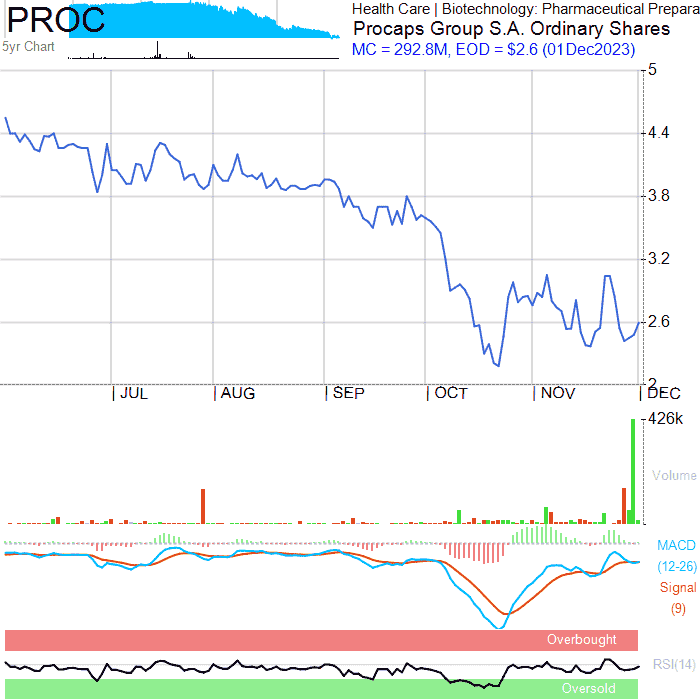 PROC
5yr Chart
Health Care | Biotechnology: Pharmaceutical Prepara
Procaps Group S.A. Ordinary Shares
MC = 292.8M, EOD = $2.6 (01Dec2023)
5
4.4
3.8
3.2
2.6
2
JUL
AUG
SEP
OCT
NOV
DEC
426k
Volume
MACD
(12-26)
Signal
(9)
Overbought
RSI(14)
Oversold